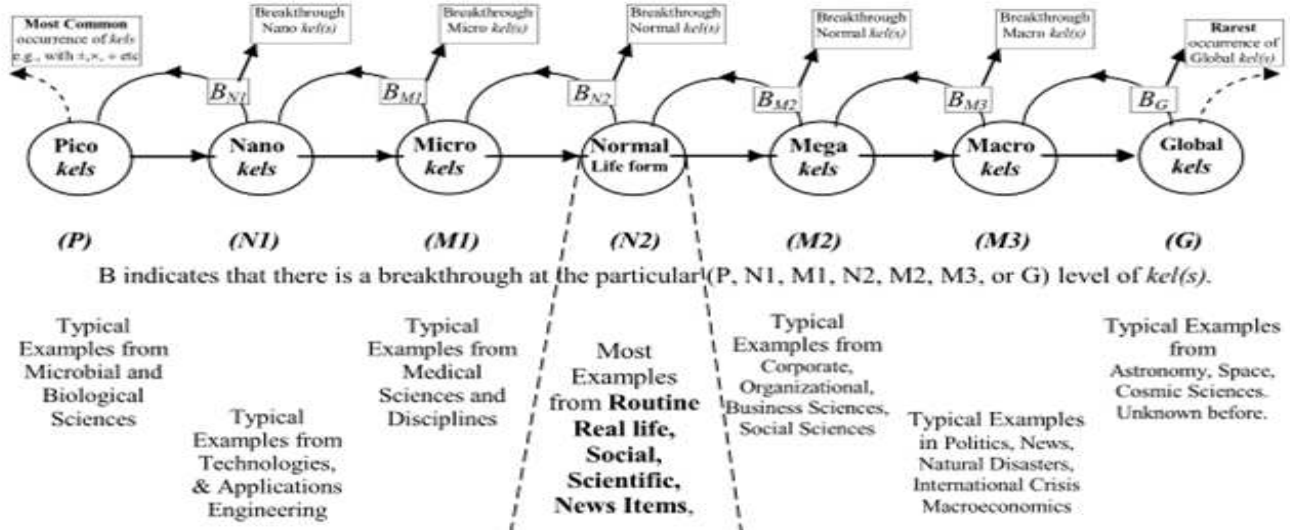 Most Common
occurrence of kels
e.g., with ±,×, ÷ etc
Breakthrough
Nano kel(s)
Breakthrough
Micro kel(s)
Breakthrough
Normal kel(s)
Breakthrough
Normal kel(s)
Breakthrough
Macro kel(s)
Rarest
occurrence of
Global kel(s)
B_N1
B_M1
B_N2
B_M2
B_M3
B_G
Pico
kels
Nano
kels
Micro
kels
Normal
Life form
Mega
kels
Macro
kels
Global
kels
(P)
(N1)
(M1)
(N2)
(M2)
(M3)
(G)
B indicates that there is a breakthrough at the particular (P, N1, M1, N2, M2, M3, or G) level of kel(s).
Typical
Examples from
Microbial and
Biological
Sciences
Typical
Examples from
Technologies,
& Applications
Engineering
Typical
Examples from
Medical
Sciences and
Disciplines
Most
Examples
from Routine
Real life,
Social,
Scientific,
News Items,
Typical
Examples from
Corporate,
Organizational,
Business Sciences,
Social Sciences
Typical Examples
in Politics, News,
Natural Disasters,
International Crisis
Macroeconomics
Typical Examples
from
Astronomy, Space,
Cosmic Sciences.
Unknown before.